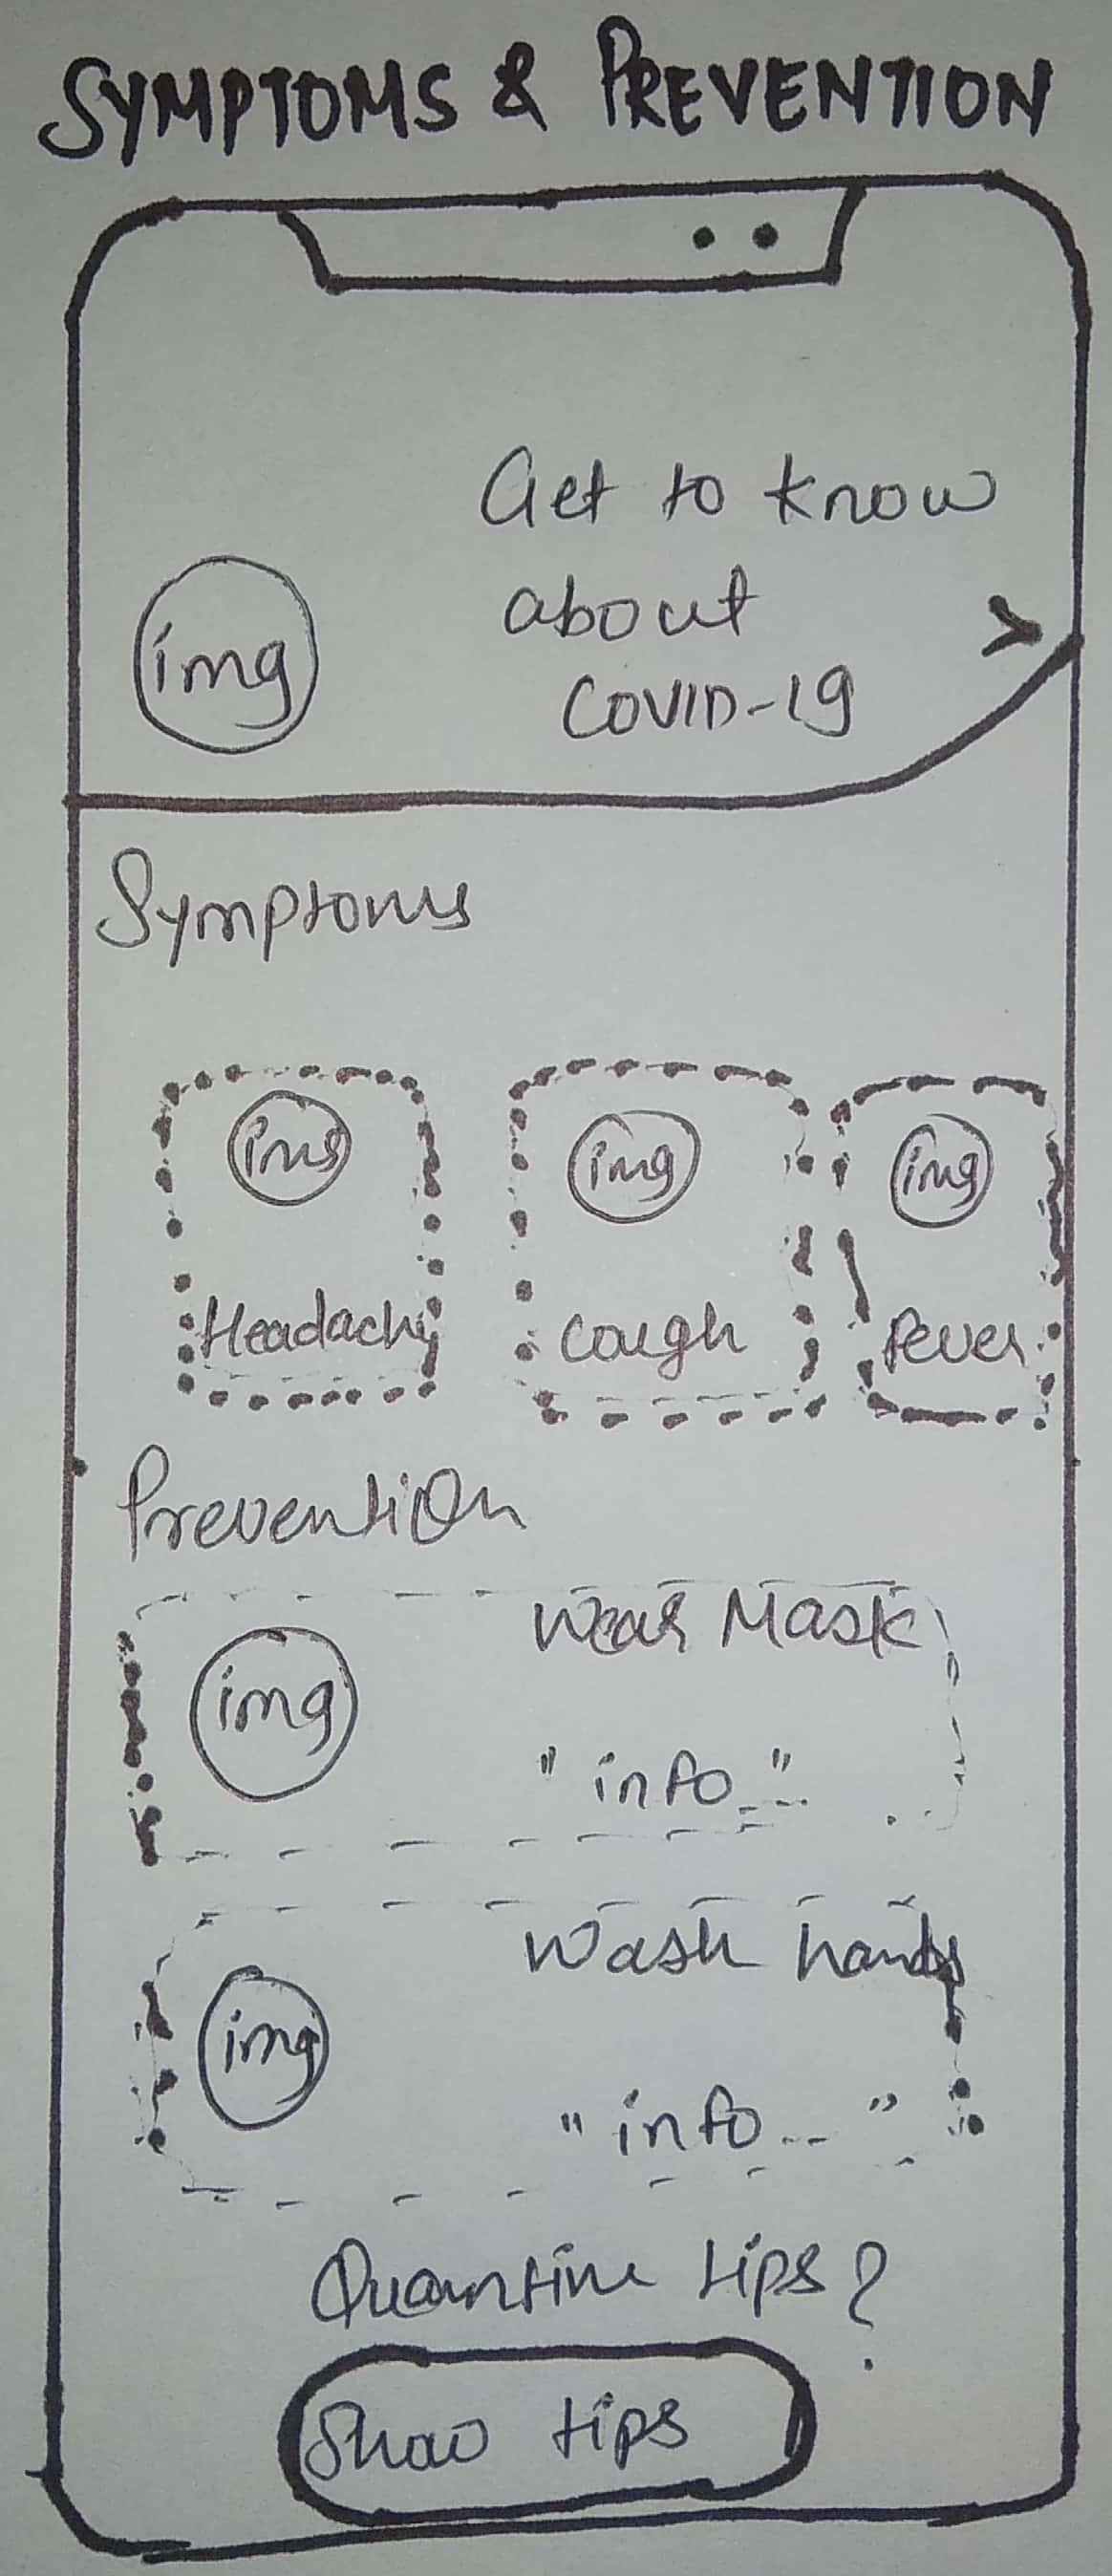 SYMPTOMS & PREVENTION
Get to know
about
COVID-19 >
img
Symptoms
img img img
Headache Cough Fever
Prevention
Wear Mask
img
"info..."
Wash hands
img
"info..."
Quarntine tips?
Show tips